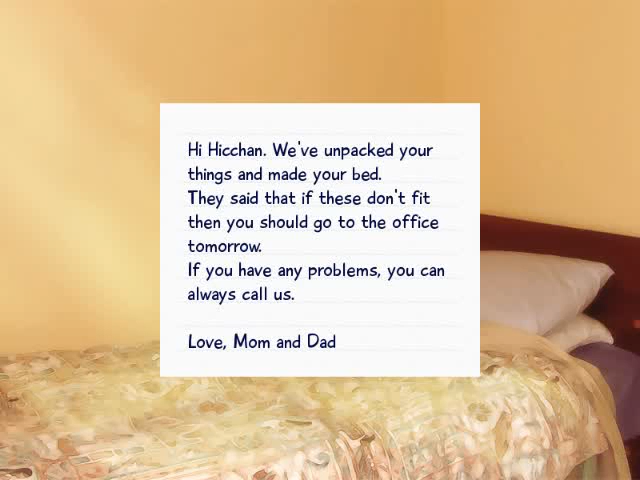 Hi Hicchan. We've unpacked your
things and made your bed.
They said that if these don't fit
then you should go to the office
tomorrow.
If you have any problems, you can
always call us.
Love, Mom and Dad